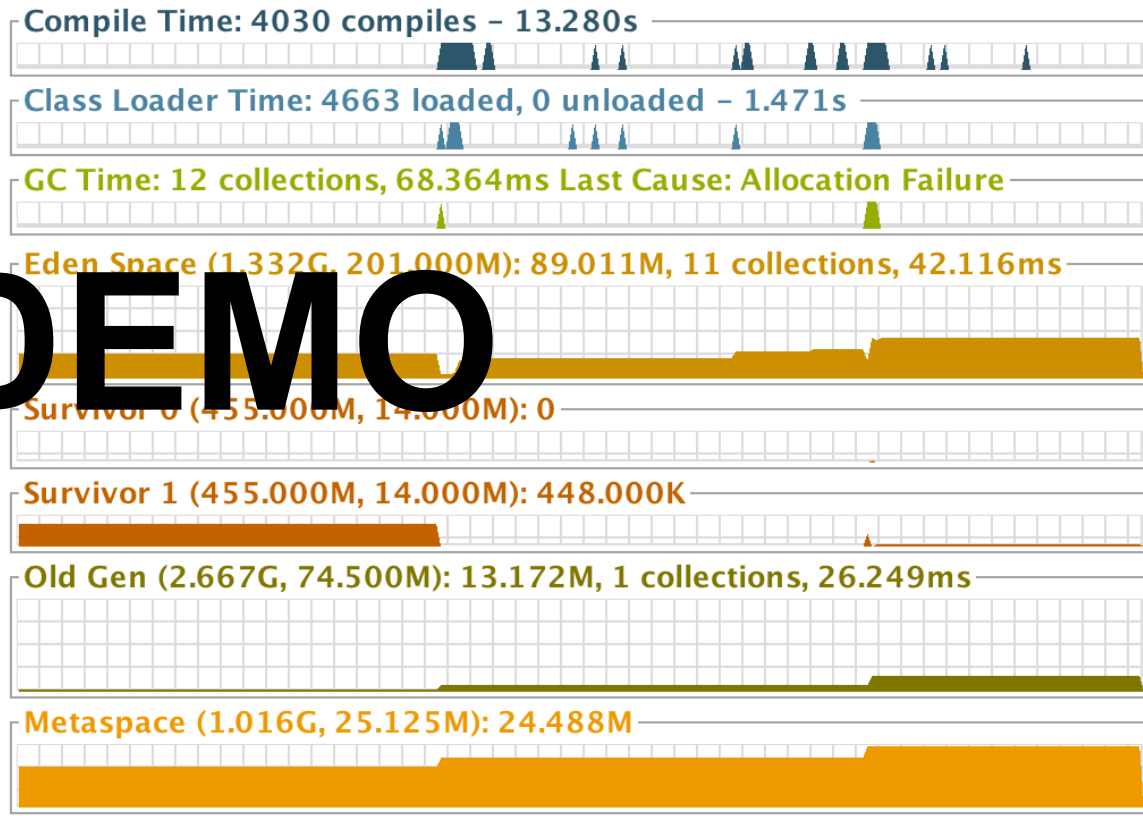 Compile Time: 4030 compiles – 13.280s
Class Loader Time: 4663 loaded, 0 unloaded – 1.471s
GC Time: 12 collections, 68.364ms Last Cause: Allocation Failure
Eden Space (1.332G, 201.000M): 89.011M, 11 collections, 42.116ms
DEMO
Survivor 0 (455.000M, 14.000M): 0
Survivor 1 (455.000M, 14.000M): 448.000K
Old Gen (2.667G, 74.500M): 13.172M, 1 collections, 26.249ms
Metaspace (1.016G, 25.125M): 24.488M